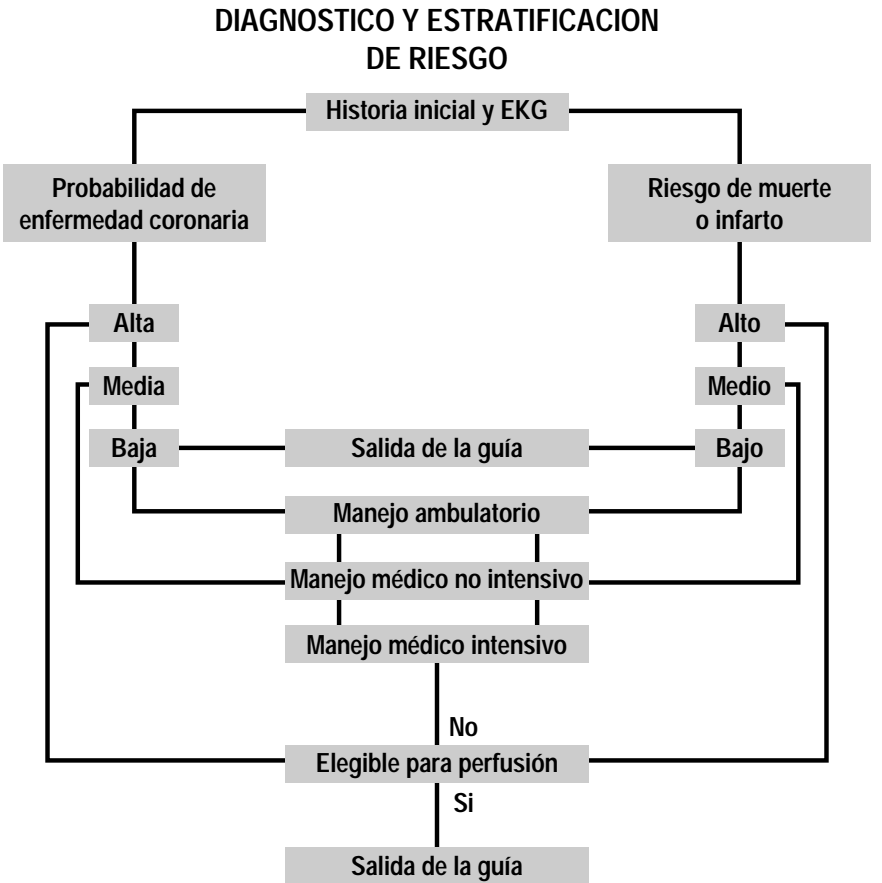 DIAGNOSTICO Y ESTRATIFICACION
DE RIESGO
Historia inicial y EKG
Probabilidad de
enfermedad coronaria
Riesgo de muerte
o infarto
Alta
Alto
Media
Medio
Baja
Salida de la guía
Bajo
Manejo ambulatorio
Manejo médico no intensivo
Manejo médico intensivo
No
Elegible para perfusión
Si
Salida de la guía